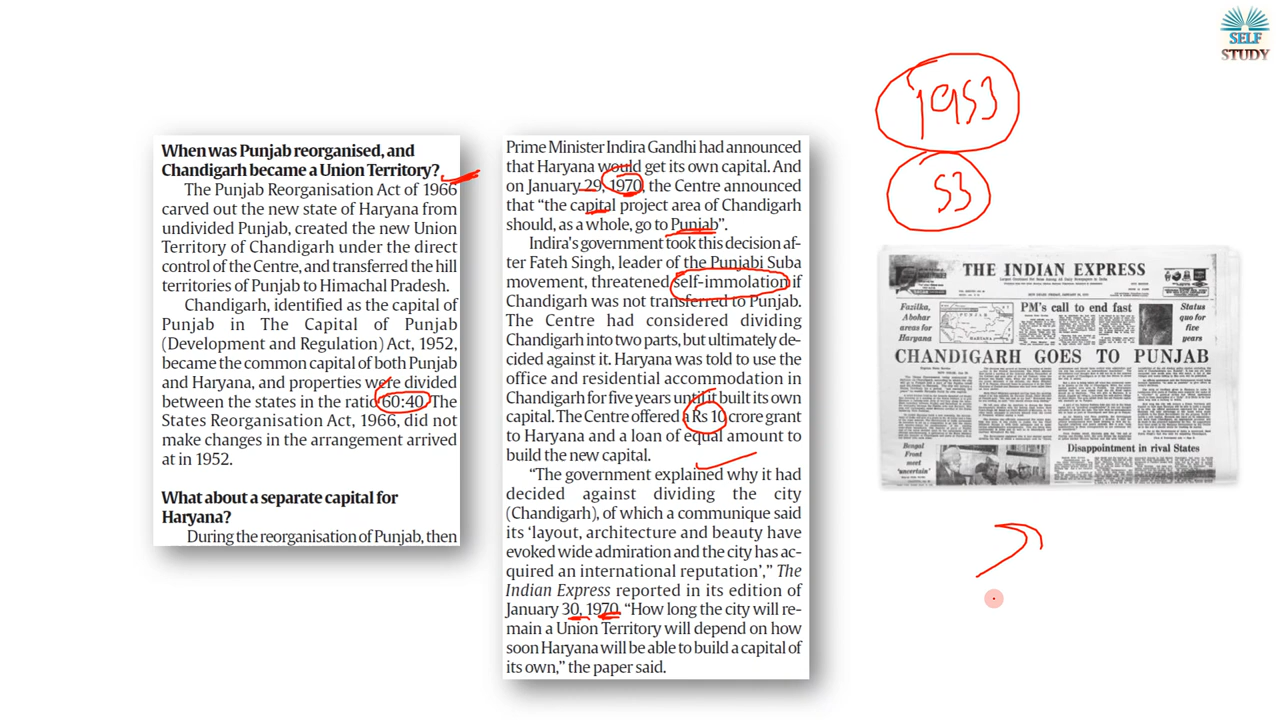 SELF
STUDY
When was Punjab reorganised, and
Chandigarh became a Union Territory?
The Punjab Reorganisation Act of 1966
carved out the new state of Haryana from
undivided Punjab, created the new Union
Territory of Chandigarh under the direct
control of the Centre, and transferred the hill
territories of Punjab to Himachal Pradesh.
Chandigarh, identified as the capital of
Punjab in The Capital of Punjab
(Development and Regulation) Act, 1952,
became the common capital of both Punjab
and Haryana, and properties were divided
between the states in the ratio 60:40. The
States Reorganisation Act, 1966, did not
make changes in the arrangement arrived
at in 1952.
What about a separate capital for
Haryana?
During the reorganisation of Punjab, then
Prime Minister Indira Gandhi had announced
that Haryana would get its own capital. And
on January 29, 1970, the Centre announced
that “the capital project area of Chandigarh
should, as a whole, go to Punjab”.
Indira's government took this decision af-
ter Fateh Singh, leader of the Punjabi Suba
movement, threatened self-immolation if
Chandigarh was not transferred to Punjab.
The Centre had considered dividing
Chandigarh into two parts, but ultimately de-
cided against it. Haryana was told to use the
office and residential accommodation in
Chandigarh for five years until it built its own
capital. The Centre offered a Rs 10 crore grant
to Haryana and a loan of equal amount to
build the new capital.
“The government explained why it had
decided against dividing the city
(Chandigarh), of which a communique said
its ‘layout, architecture and beauty have
evoked wide admiration and the city has ac-
quired an international reputation’,” The
Indian Express reported in its edition of
January 30, 1970. “How long the city will re-
main a Union Territory will depend on how
soon Haryana will be able to build a capital of
its own,” the paper said.
1953
53
THE INDIAN EXPRESS
Fazilka,
Abohar
areas for
Haryana
PM's call to end fast
Status
quo for
five
years
CHANDIGARH GOES TO PUNJAB
Bengal
Front
meet
'uncertain'
Disappointment in rival States